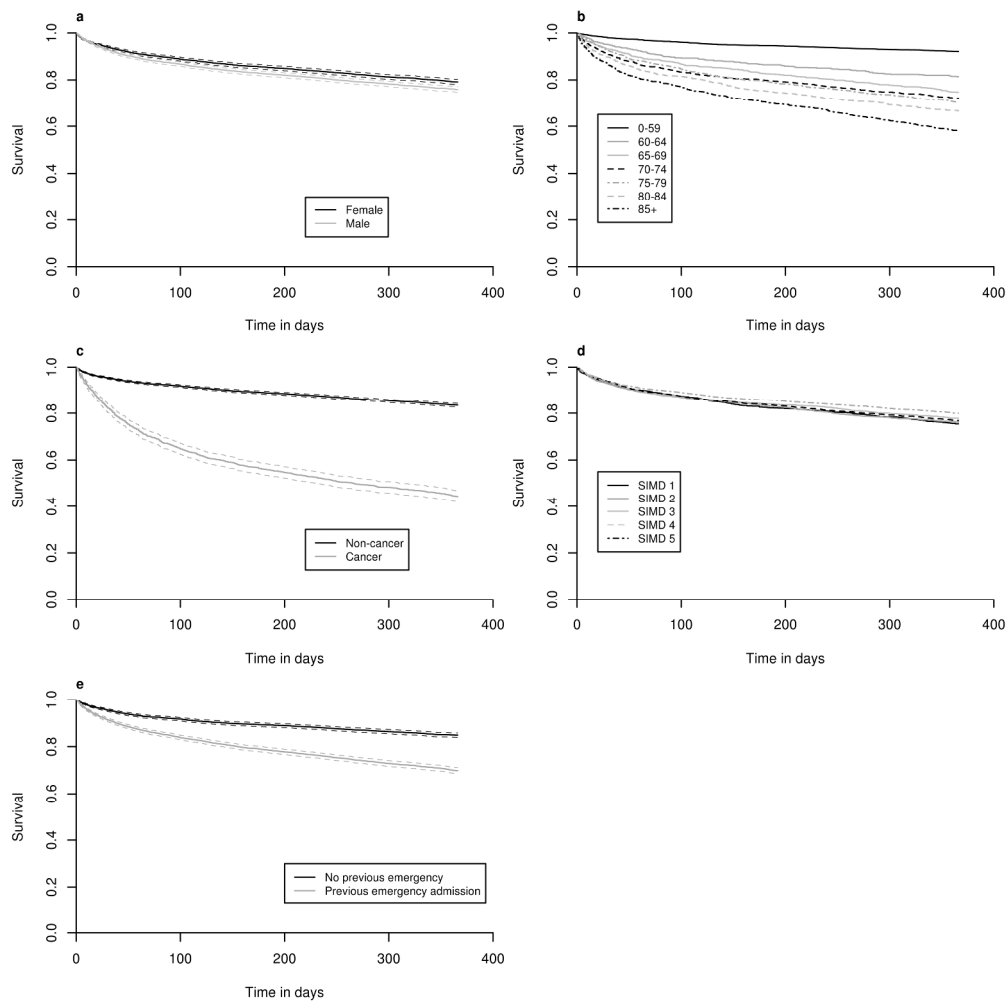 a
Survival
1.0
0.8
0.6
0.4
0.2
0.0
Female
Male
0 100 200 300 400
Time in days
b
Survival
1.0
0.8
0.6
0.4
0.2
0.0
0-59
60-64
65-69
70-74
75-79
80-84
85+
0 100 200 300 400
Time in days
c
Survival
1.0
0.8
0.6
0.4
0.2
0.0
Non-cancer
Cancer
0 100 200 300 400
Time in days
d
Survival
1.0
0.8
0.6
0.4
0.2
0.0
SIMD 1
SIMD 2
SIMD 3
SIMD 4
SIMD 5
0 100 200 300 400
Time in days
e
Survival
1.0
0.8
0.6
0.4
0.2
0.0
No previous emergency
Previous emergency admission
0 100 200 300 400
Time in days